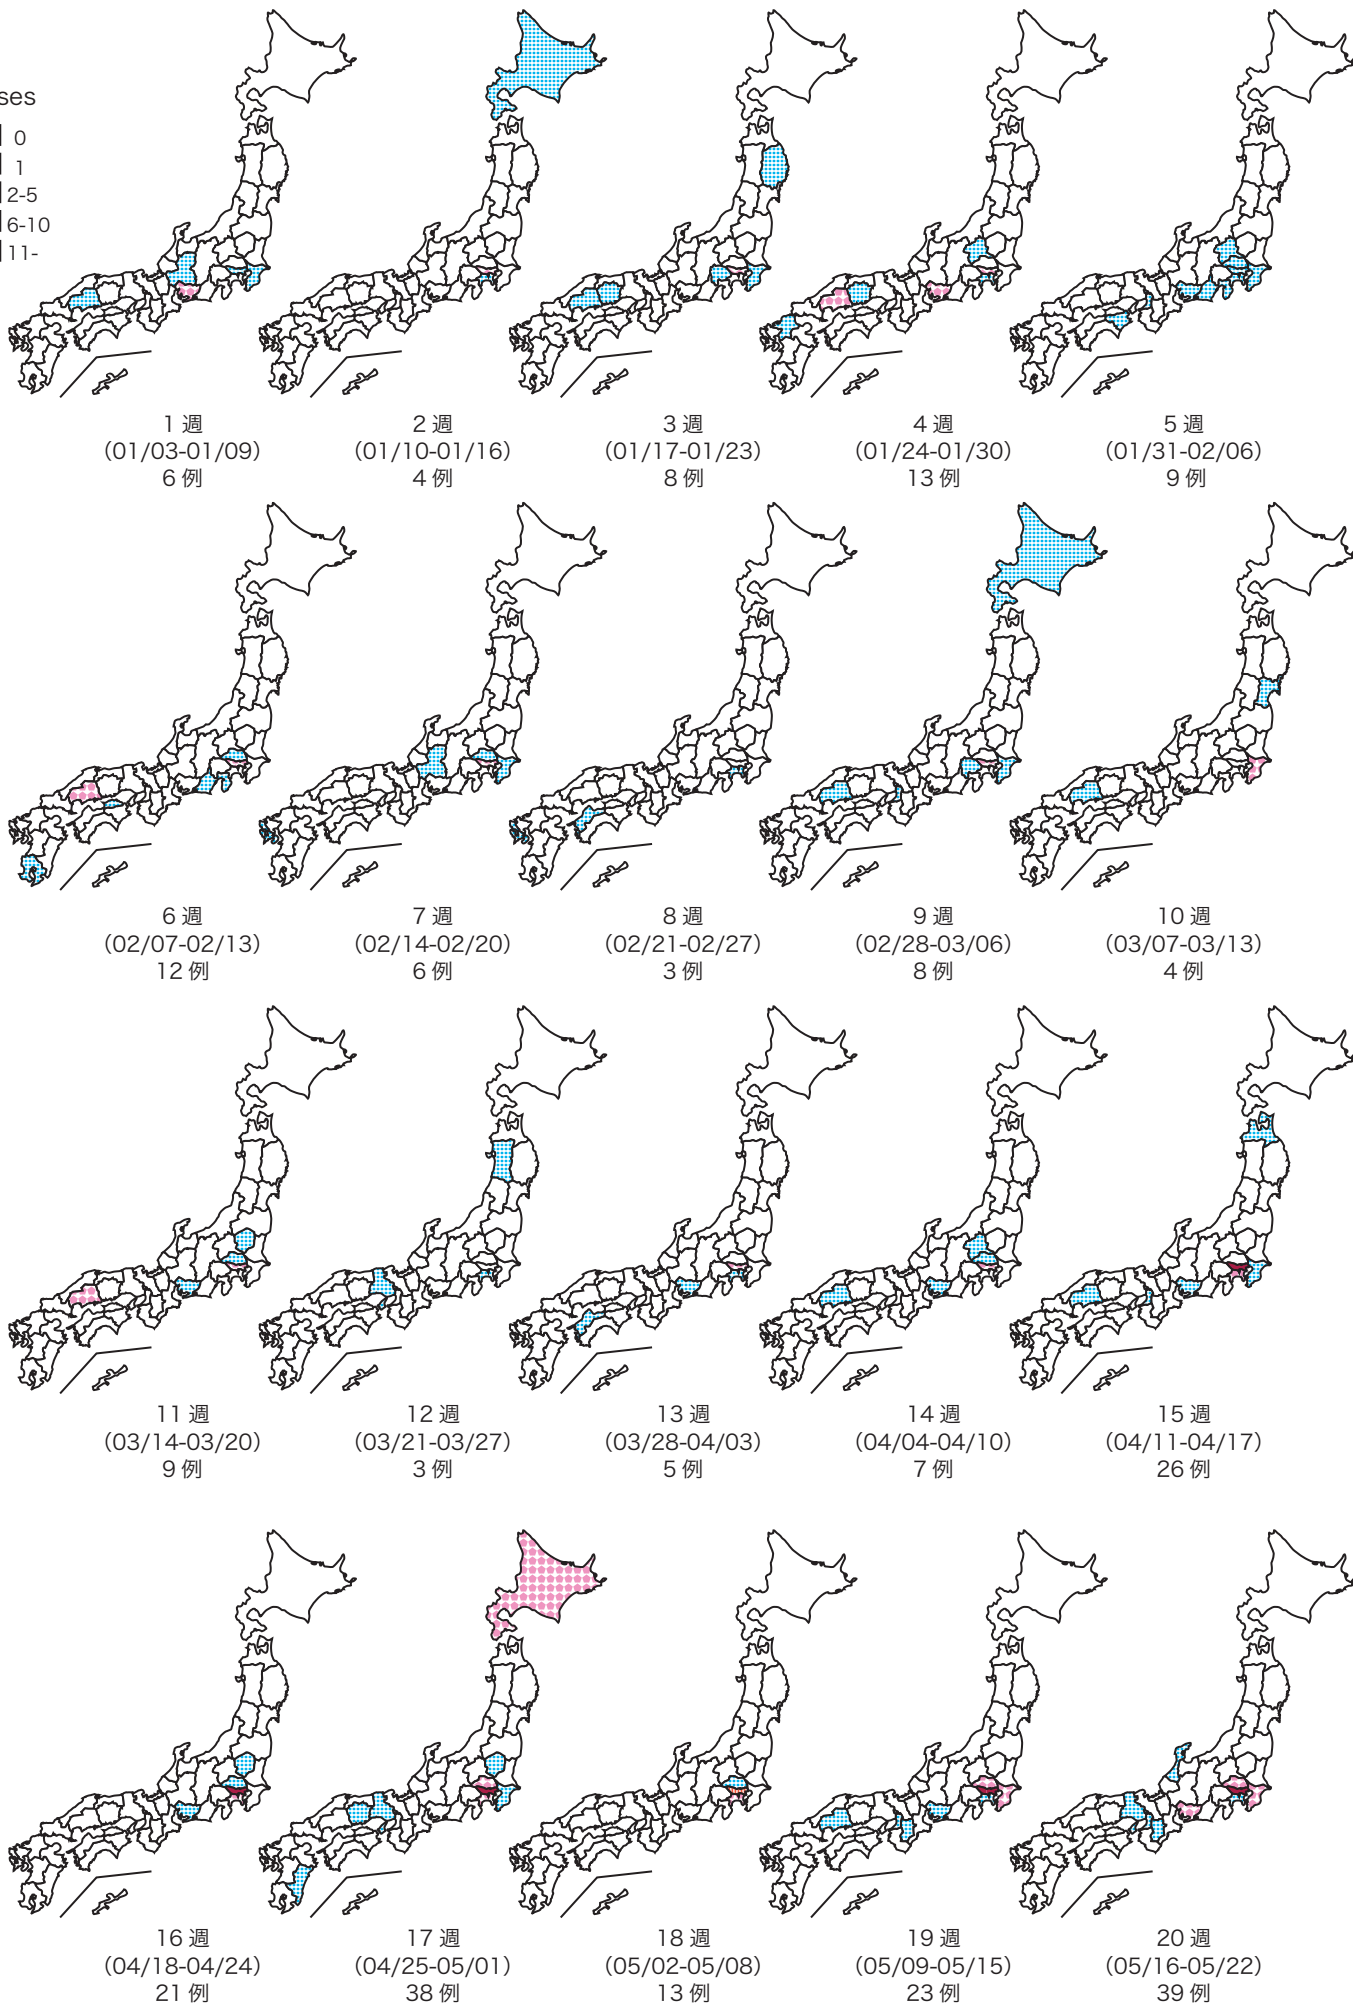 ses
0
1
2-5
6-10
11-
1 週
(01/03-01/09)
6 例
2 週
(01/10-01/16)
4 例
3 週
(01/17-01/23)
8 例
4 週
(01/24-01/30)
13 例
5 週
(01/31-02/06)
9 例
6 週
(02/07-02/13)
12 例
7 週
(02/14-02/20)
6 例
8 週
(02/21-02/27)
3 例
9 週
(02/28-03/06)
8 例
10 週
(03/07-03/13)
4 例
11 週
(03/14-03/20)
9 例
12 週
(03/21-03/27)
3 例
13 週
(03/28-04/03)
5 例
14 週
(04/04-04/10)
7 例
15 週
(04/11-04/17)
26 例
16 週
(04/18-04/24)
21 例
17 週
(04/25-05/01)
38 例
18 週
(05/02-05/08)
13 例
19 週
(05/09-05/15)
23 例
20 週
(05/16-05/22)
39 例